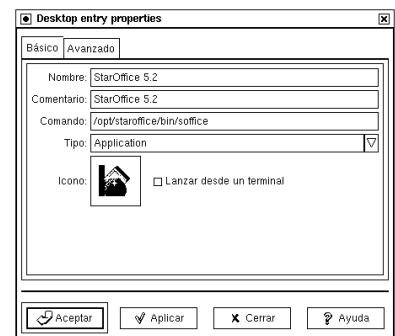 Desktop entry properties
Básico Avanzado
Nombre: StarOffice 5.2
Comentario: StarOffice 5.2
Comando: /opt/staroffice/bin/soffice
Tipo: Application
Icono: Lanzar desde un terminal
Aceptar Aplicar Cerrar Ayuda